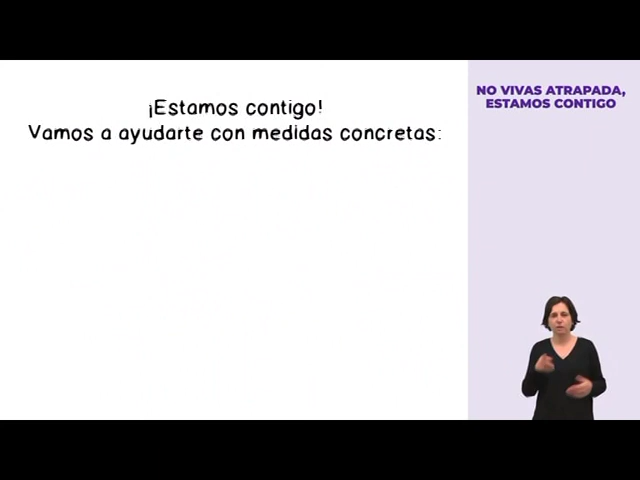 ¡Estamos contigo!
Vamos a ayudarte con medidas concretas:
NO VIVAS ATRAPADA,
ESTAMOS CONTIGO